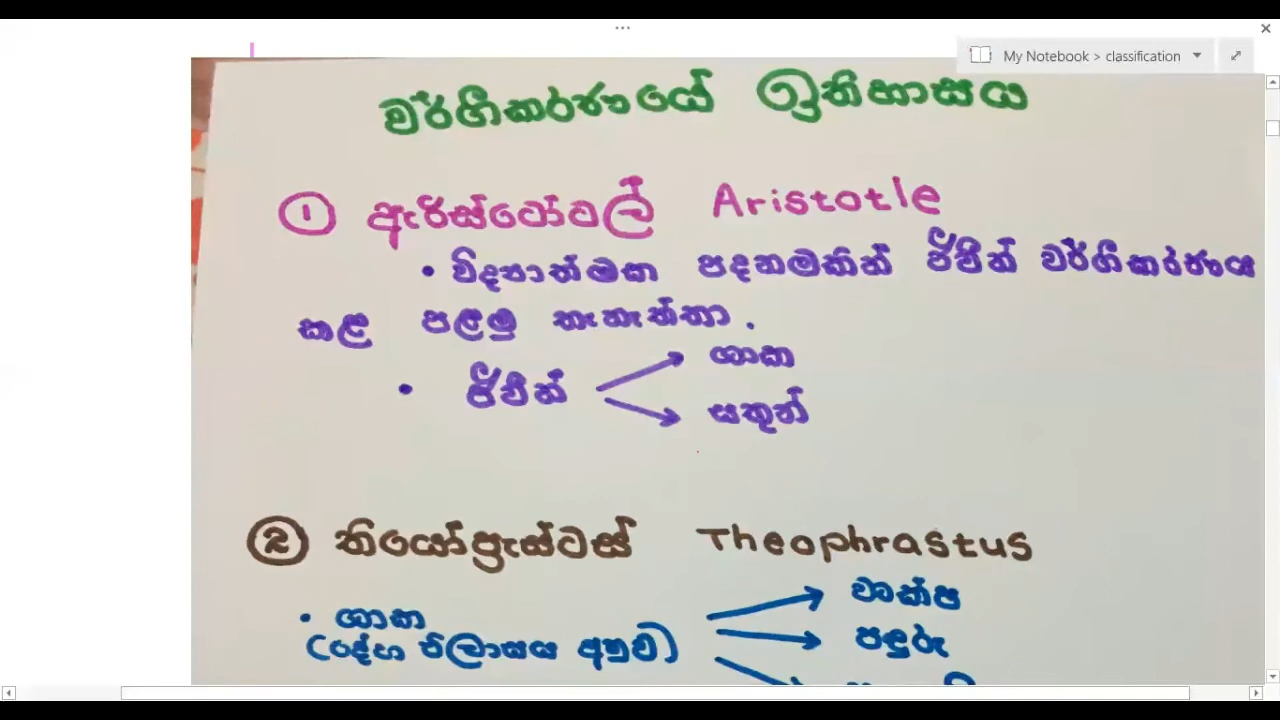 My Notebook > classification
වර්ගීකරණයේ ඉතිහාසය
① ඇරිස්ටෝටල් Aristotle
• විද්‍යාත්මක පදනමකින් ජීවීන් වර්ගීකරණය
කළ පළමු තැනැත්තා.
ශාක
• ජීවීන්
සතුන්
② තියෝප්‍රැස්ටස් Theophrastus
වෘක්ෂ
• ශාක
පඳුරු
(දේහ විලාසය අනුව)